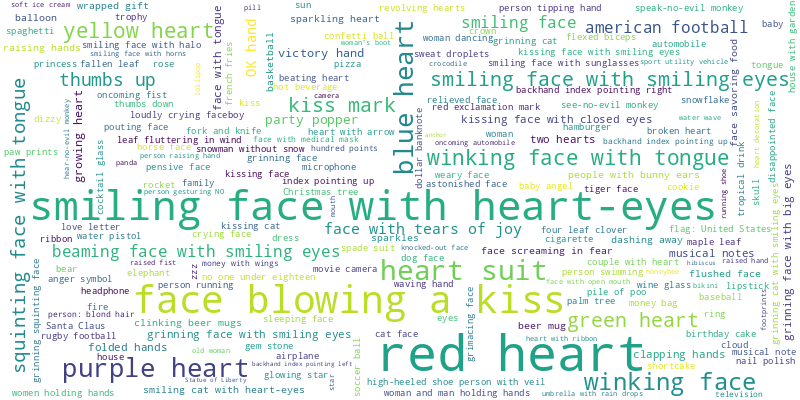 soft ice cream
wrapped gift
pill
sun
revolving hearts
person tipping hand
speak-no-evil monkey
balloon
trophy
sparkling heart
smiling face
american football
baby
spaghetti
yellow heart
face with tongue
OK hand
confetti ball
crown
woman dancing
flexed biceps
raising hands
smiling face with halo
smiling face with horns
woman's boot
victory hand
sweat droplets
grinning cat
kissing face with smiling eyes
automobile
tongue
house with garden
princess
fallen leaf
rose
lollipop
french fries
basketball
pizza
blue heart
crocodile
smiling face with sunglasses
sport utility vehicle
thumbs up
beating heart
smiling face with smiling eyes
oncoming fist
thumbs down
kiss
hot beverage
camera
kiss mark
relieved face
backhand index pointing right
face savoring food
snowflake
squinting face with tongue
hear-no-evil monkey
growing heart
loudly crying face
boy
red exclamation mark
see-no-evil monkey
dizzy
pouting face
party popper
dollar banknote
kissing face with closed eyes
water wave
fork and knife
heart with arrow
anchor
woman
hamburger
broken heart
leaf fluttering in wind
face with medical mask
oncoming automobile
two hearts
backhand index pointing up
heart decoration
disappointed face
paw prints
cocktail glass
horse face
snowman without snow
hundred points
winking face with tongue
tropical drink
person raising hand
grinning face
panda
pensive face
microphone
weary face
people with bunny ears
skull
kissing face
index pointing up
astonished face
baby angel
tiger face
cookie
running shoe
rocket
family
person gesturing NO
Christmas tree
mouth
smiling face with heart-eyes
grinning face with big eyes
grinning cat with smiling eyes
love letter
kissing cat
face with tears of joy
four leaf clover
flag: United States
ribbon
water pistol
crying face
dress
sparkles
cigarette
dashing away
maple leaf
beaming face with smiling eyes
spade suit
knocked-out face
face screaming in fear
musical notes
bear
raised fist
zzz
money with wings
dog face
couple with heart
hibiscus
raised hand
anger symbol
elephant
no one under eighteen
movie camera
heart suit
person swimming
honeybee
flushed face
headphone
person running
waving hand
face with open mouth
wine glass
bikini
lipstick
grinning squinting face
face blowing a kiss
grimacing face
pile of poo
baseball
footprints
fire
palm tree
money bag
person: blond hair
Santa Claus
clinking beer mugs
sleeping face
eyes
beer mug
green heart
ring
rugby football
grinning face with smiling eyes
cat face
red heart
heart with ribbon
birthday cake
folded hands
gem stone
cloud
musical note
house
old woman
airplane
soccer ball
clapping hands
nail polish
purple heart
backhand index pointing left
shortcake
glowing star
star
high-heeled shoe
person with veil
winking face
women holding hands
Statue of Liberty
smiling cat with heart-eyes
woman and man holding hands
umbrella with rain drops
television